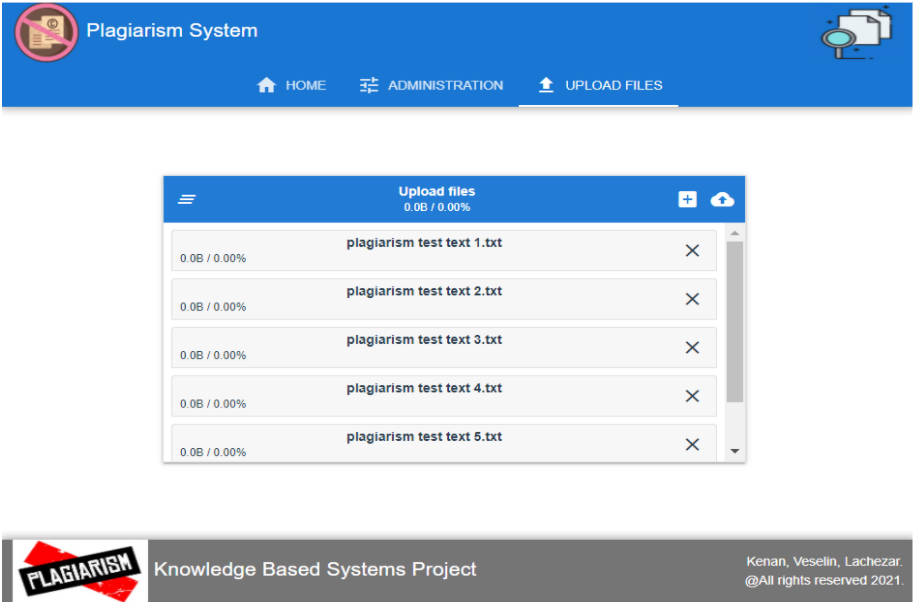 Plagiarism System
HOME ADMINISTRATION UPLOAD FILES
Upload files
0.0B / 0.00%
plagiarism test text 1.txt
0.0B / 0.00%
plagiarism test text 2.txt
0.0B / 0.00%
plagiarism test text 3.txt
0.0B / 0.00%
plagiarism test text 4.txt
0.0B / 0.00%
plagiarism test text 5.txt
0.0B / 0.00%
PLAGIARISM
Knowledge Based Systems Project
Kenan, Veselin, Lachezar.
@All rights reserved 2021.